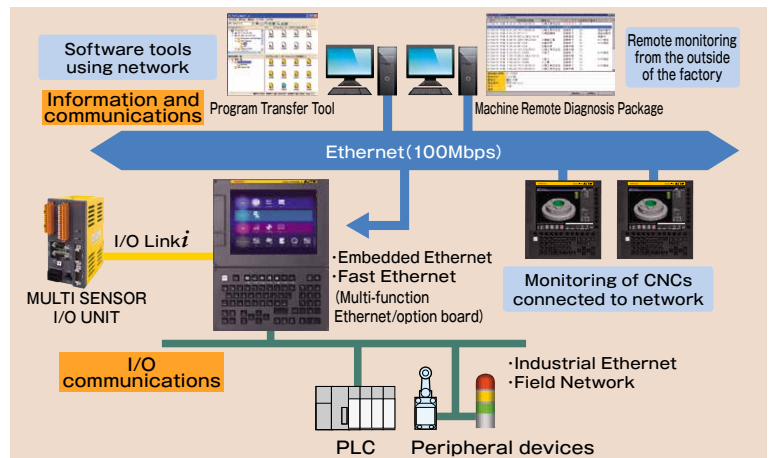 Software tools
using network
Remote monitoring
from the outside
of the factory
Information and
communications
Program Transfer Tool
Machine Remote Diagnosis Package
Ethernet(100Mbps)
I/O Link i
MULTI SENSOR
I/O UNIT
・Embedded Ethernet
・Fast Ethernet
(Multi-function
Ethernet/option board)
Monitoring of CNCs
connected to network
I/O
communications
・Industrial Ethernet
・Field Network
PLC
Peripheral devices